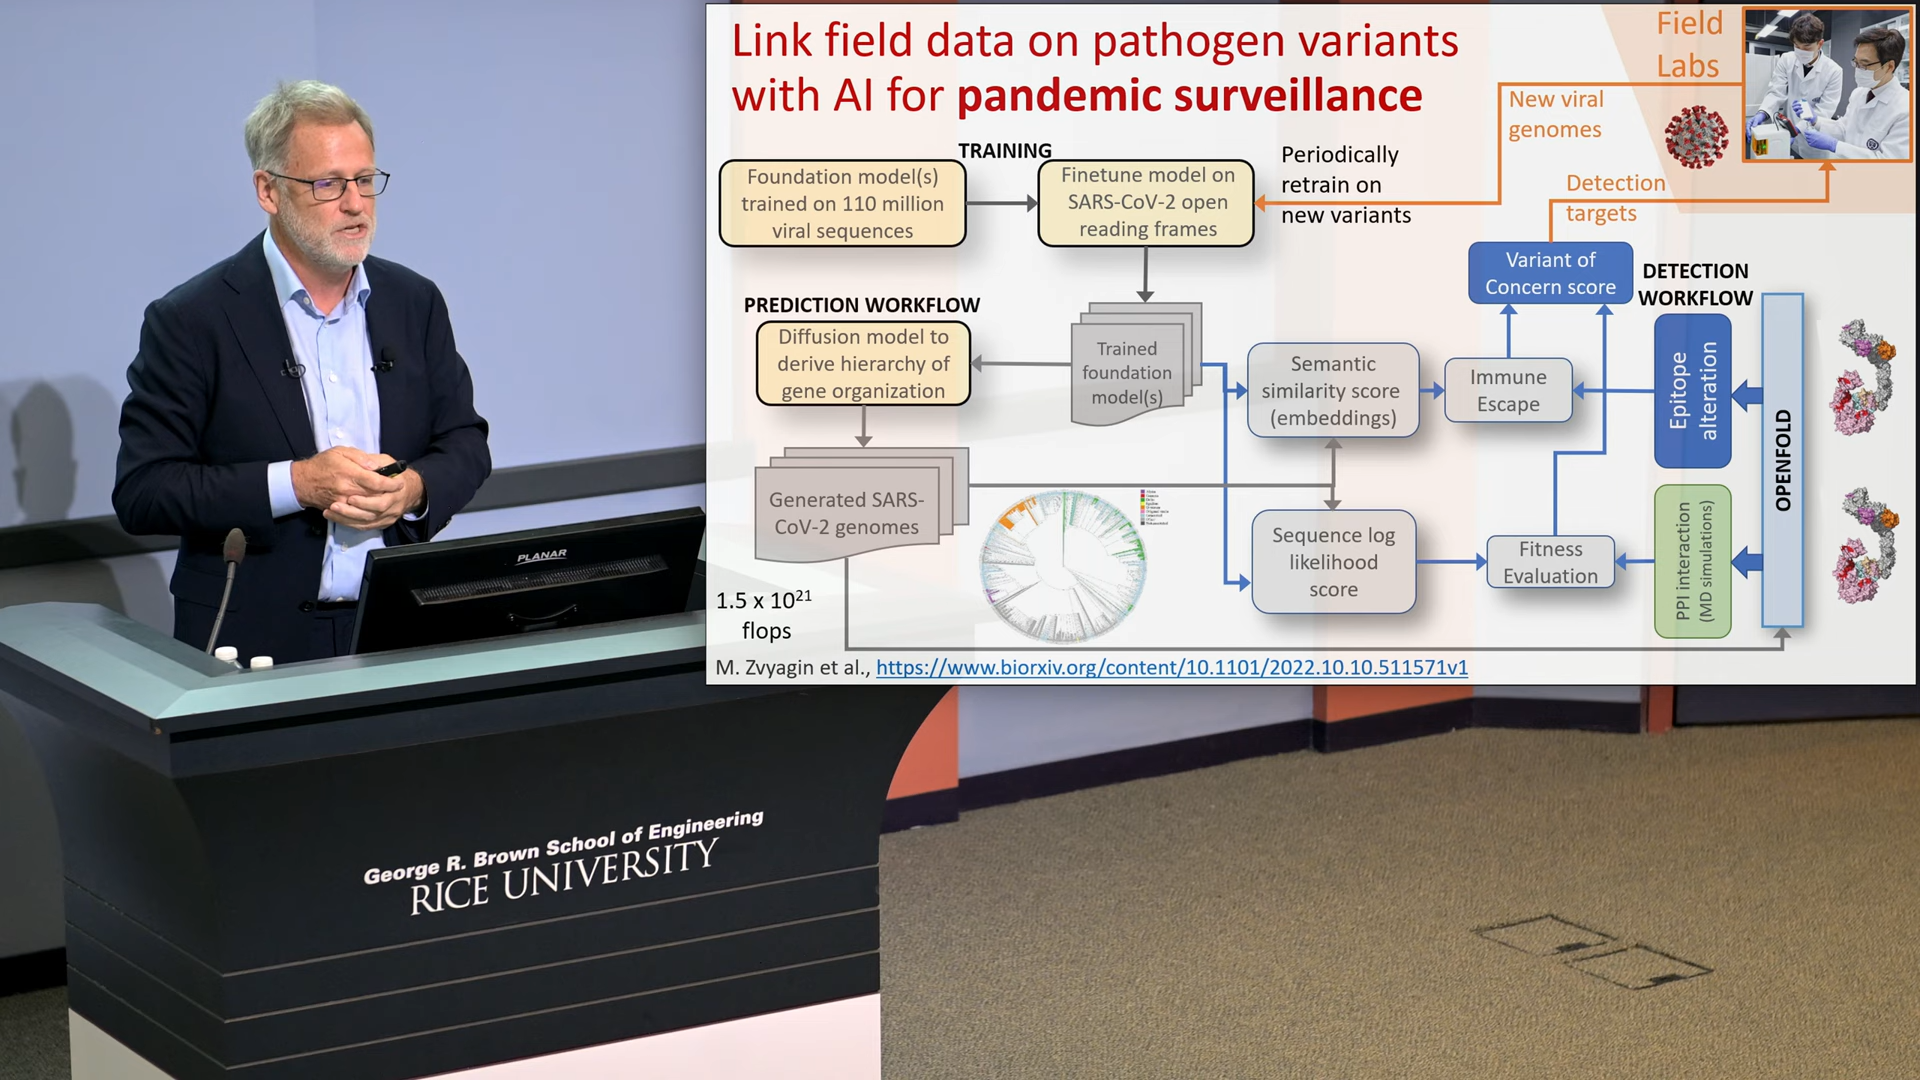 Link field data on pathogen variants
with AI for pandemic surveillance
Field
Labs
New viral
genomes
Detection
targets
TRAINING
Foundation model(s)
trained on 110 million
viral sequences
Finetune model on
SARS-CoV-2 open
reading frames
Periodically
retrain on
new variants
Variant of
Concern score
DETECTION
WORKFLOW
PREDICTION WORKFLOW
Diffusion model to
derive hierarchy of
gene organization
Trained
foundation
model(s)
Semantic
similarity score
(embeddings)
Immune
Escape
Epitope
alteration
OPENFOLD
Generated SARS-
CoV-2 genomes
Sequence log
likelihood
score
Fitness
Evaluation
PPI interaction
(MD simulations)
1.5 x 10²¹
flops
M. Zvyagin et al., https://www.biorxiv.org/content/10.1101/2022.10.10.511571v1
PLANAR
George R. Brown School of Engineering
RICE UNIVERSITY